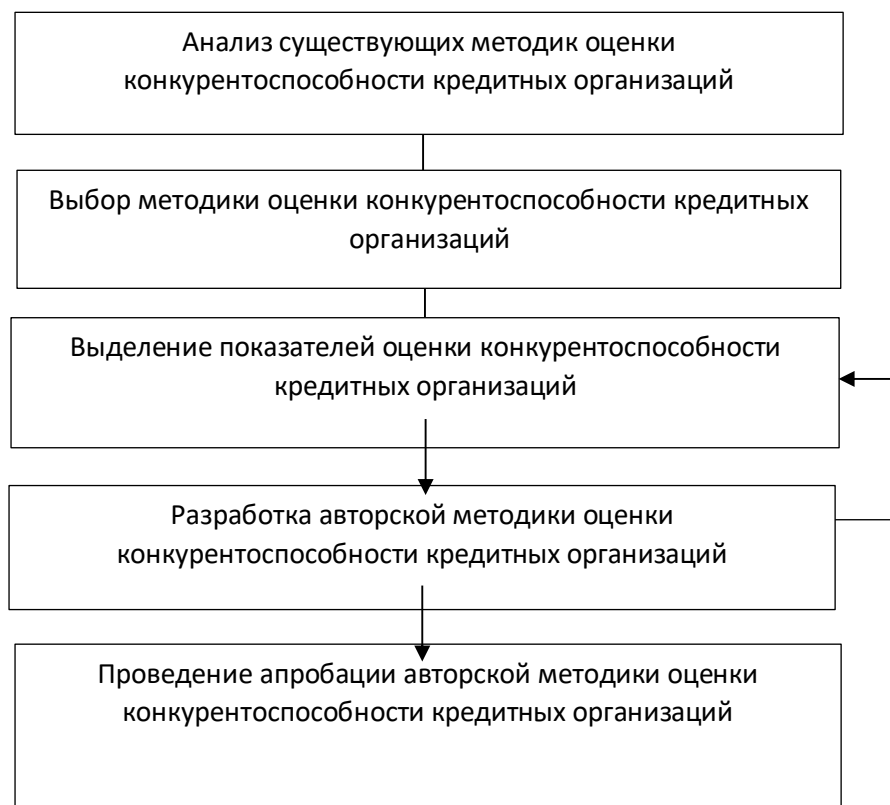 Анализ существующих методик оценки
конкурентоспособности кредитных организаций
Выбор методики оценки конкурентоспособности кредитных
организаций
Выделение показателей оценки конкурентоспособности
кредитных организаций
Разработка авторской методики оценки
конкурентоспособности кредитных организаций
Проведение апробации авторской методики оценки
конкурентоспособности кредитных организаций